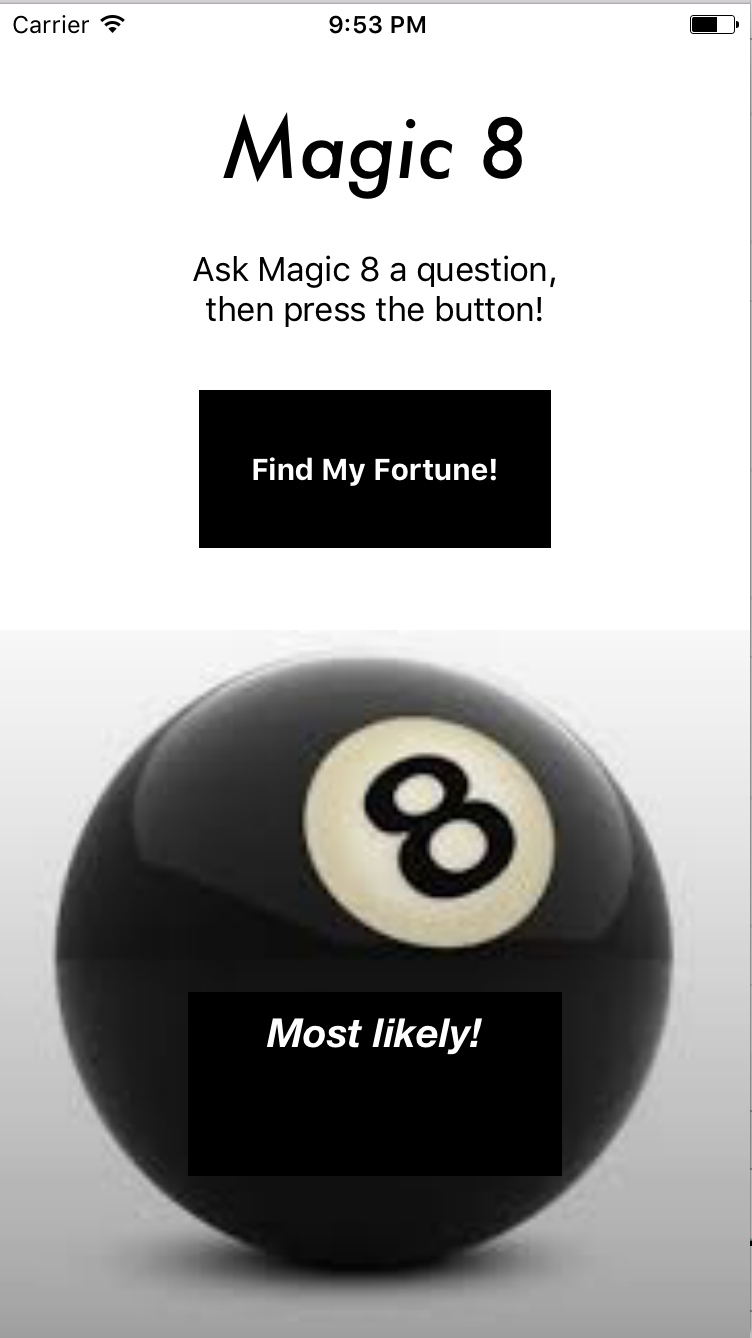 Carrier 9:53 PM
Magic 8
Ask Magic 8 a question,
then press the button!
Find My Fortune!
8
Most likely!